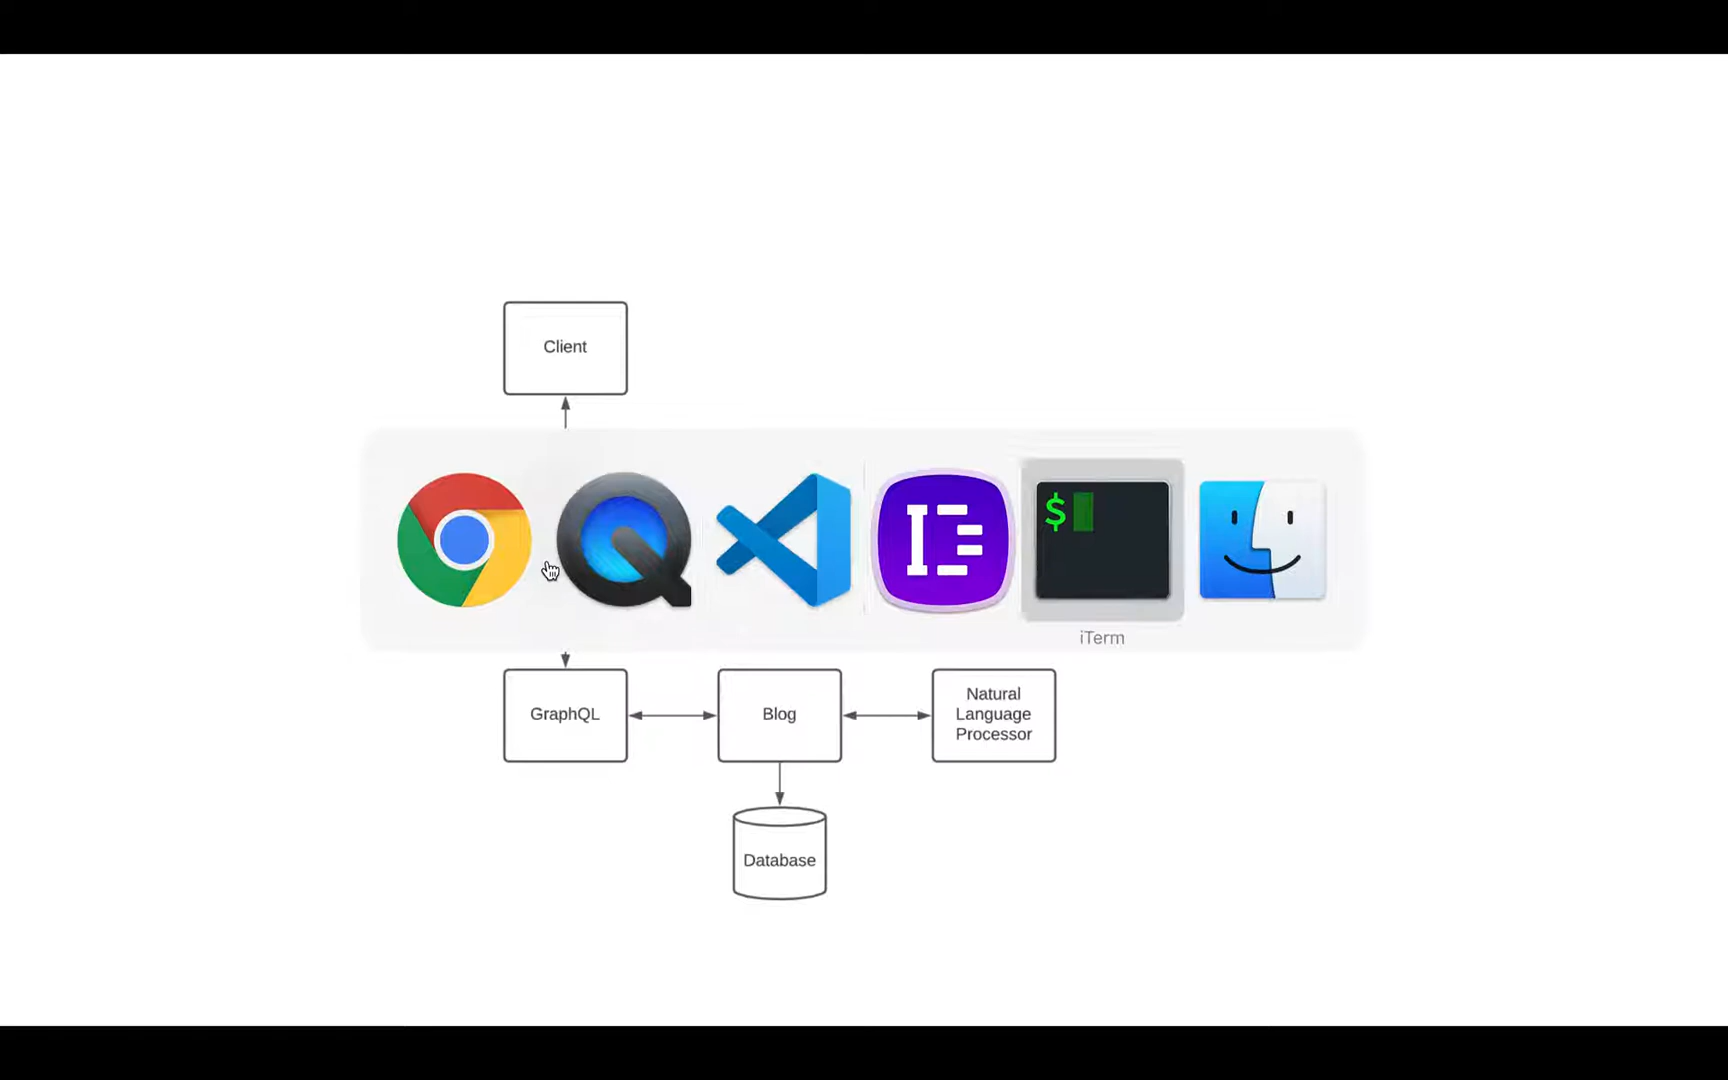 Client
$
iTerm
GraphQL
Blog
Natural
Language
Processor
Database